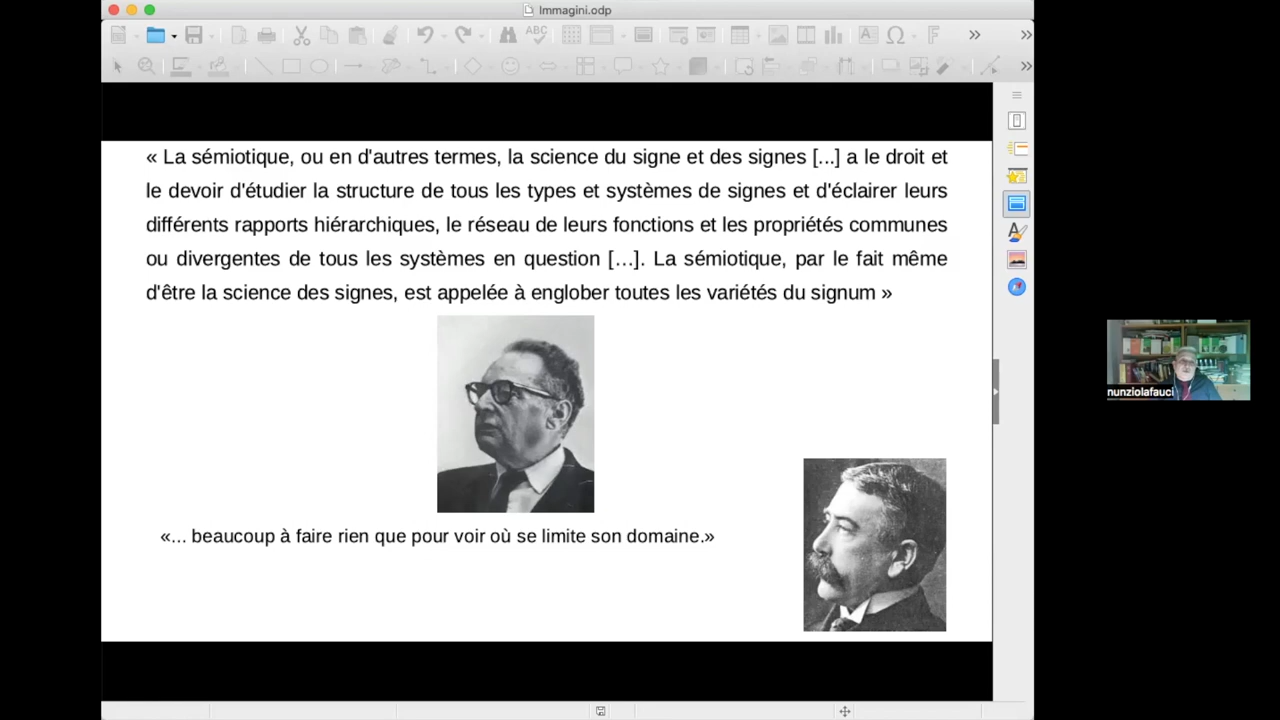 Immagini.odp
ABC
« La sémiotique, ou en d'autres termes, la science du signe et des signes [...] a le droit et
le devoir d'étudier la structure de tous les types et systèmes de signes et d'éclairer leurs
différents rapports hiérarchiques, le réseau de leurs fonctions et les propriétés communes
ou divergentes de tous les systèmes en question […]. La sémiotique, par le fait même
d'être la science des signes, est appelée à englober toutes les variétés du signum »
«... beaucoup à faire rien que pour voir où se limite son domaine.»
nunziolafauci